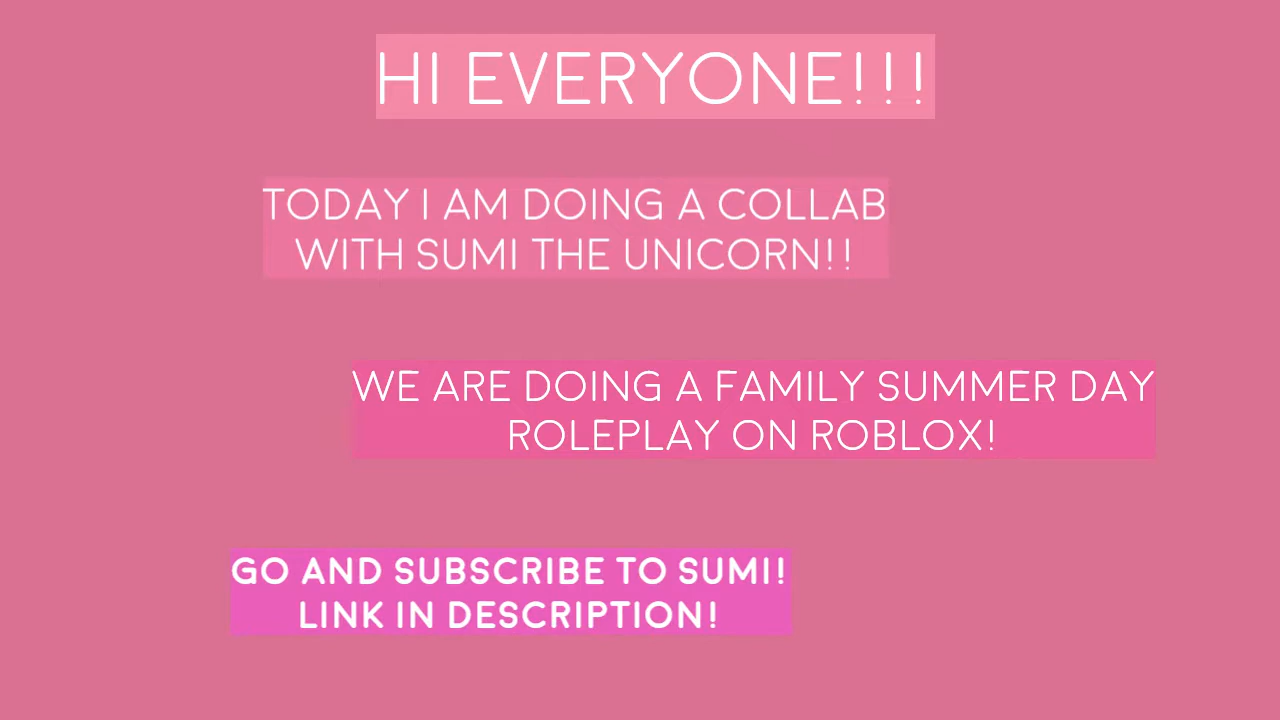 HI EVERYONE!!!
TODAY I AM DOING A COLLAB
WITH SUMI THE UNICORN!!
WE ARE DOING A FAMILY SUMMER DAY
ROLEPLAY ON ROBLOX!
GO AND SUBSCRIBE TO SUMI!
LINK IN DESCRIPTION!